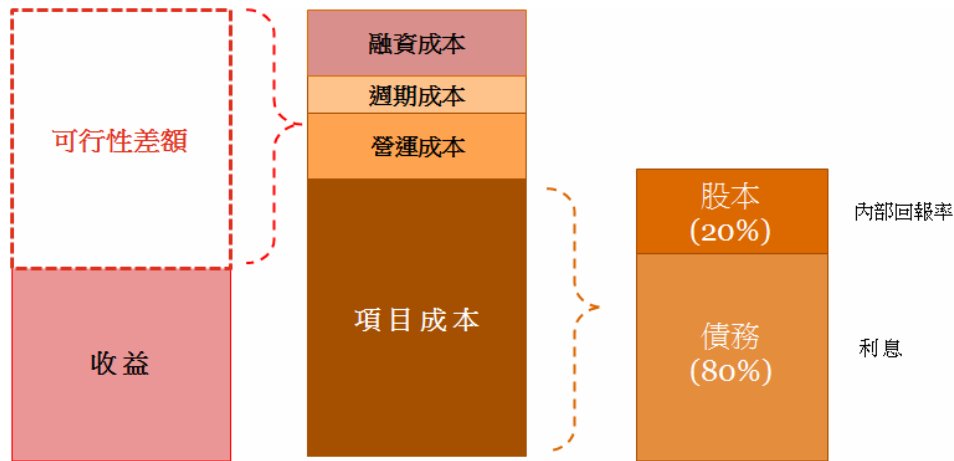 可行性差額
收益
融資成本
週期成本
營運成本
項目成本
股本
(20%)
債務
(80%)
內部回報率
利息